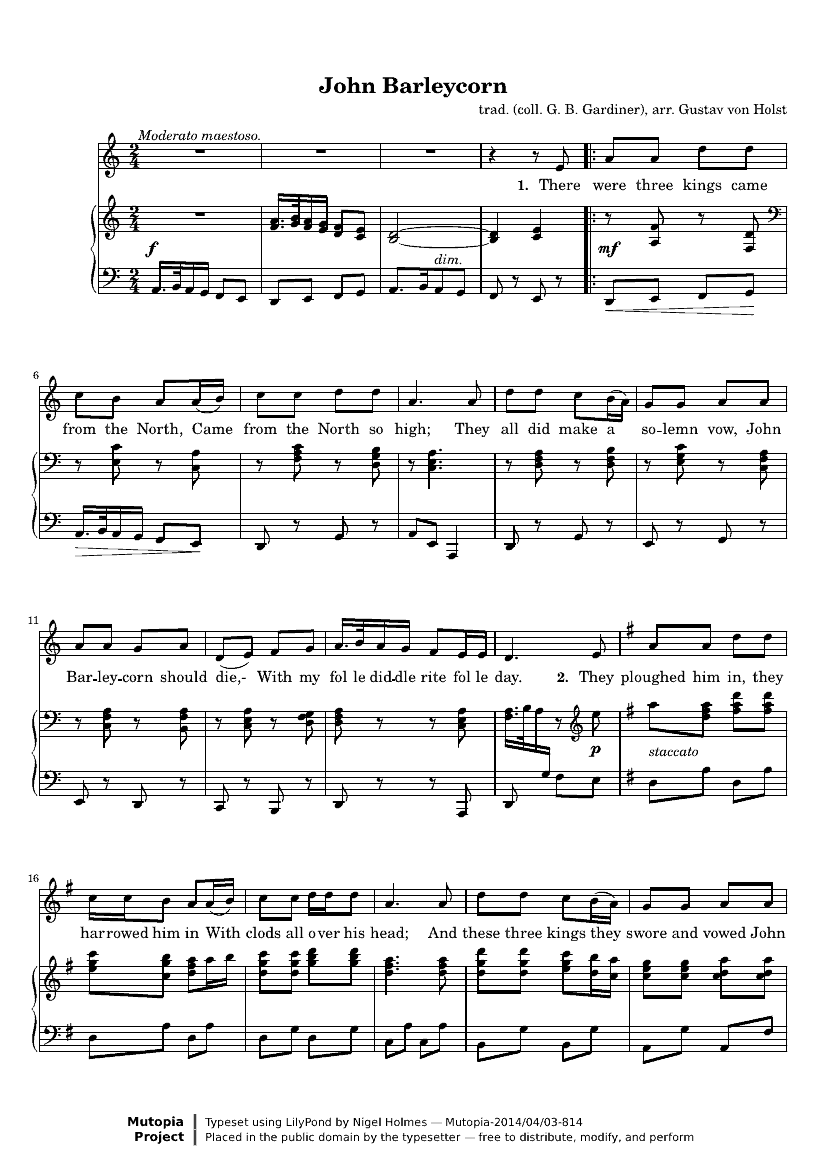 John Barleycorn
trad. (coll. G. B. Gardiner), arr. Gustav von Holst
Moderato maestoso.
1. There were three kings came
f
mf
dim.
6
from the North, Came from the North so high; They all did make a so-lemn vow, John
11
Bar-ley-corn should die,- With my fol le did-dle rite fol le day. 2. They ploughed him in, they
p
staccato
16
harrowed him in With clods all over his head; And these three kings they swore and vowed John
Mutopia Project
Typeset using LilyPond by Nigel Holmes — Mutopia-2014/04/03-814
Placed in the public domain by the typesetter — free to distribute, modify, and perform